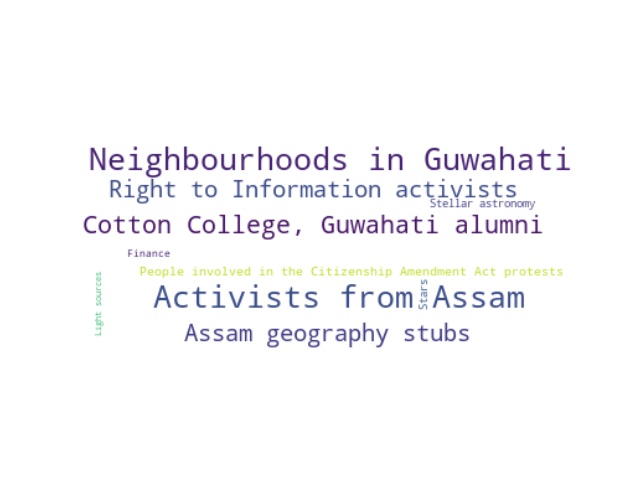 Neighbourhoods in Guwahati
Right to Information activists
Stellar astronomy
Cotton College, Guwahati alumni
Finance
People involved in the Citizenship Amendment Act protests
Light sources
Activists from Assam
Stars
Assam geography stubs